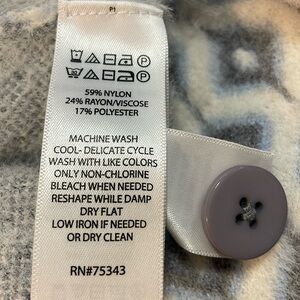 59% NYLON
24% RAYON/VISCOSE
17% POLYESTER
MACHINE WASH
COOL- DELICATE CYCLE
WASH WITH LIKE COLORS
ONLY NON-CHLORINE
BLEACH WHEN NEEDED
RESHAPE WHILE DAMP
DRY FLAT
LOW IRON IF NEEDED
OR DRY CLEAN
RN#75343